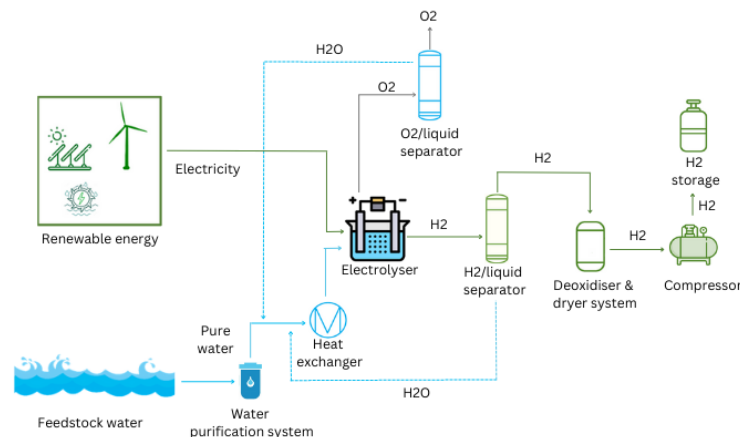 O2
H2O
O2
O2/liquid
separator
Electricity
Renewable energy
+
−
H2
Electrolyser
H2
H2/liquid
separator
H2
Deoxidiser &
dryer system
H2
storage
H2
Compressor
Pure
water
Heat
exchanger
H2O
Feedstock water
Water
purification system